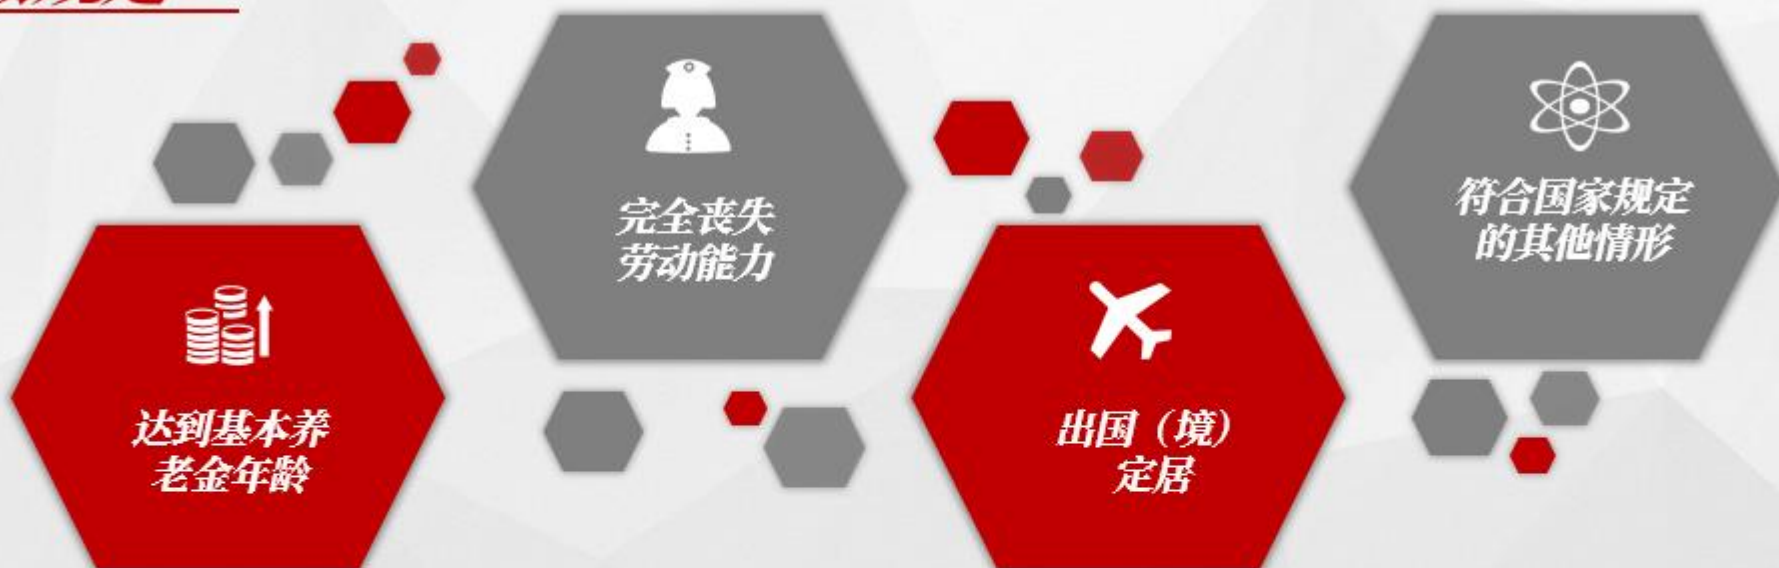 完全丧失
劳动能力
符合国家规定
的其他情形
达到基本养
老金年龄
出国（境）
定居